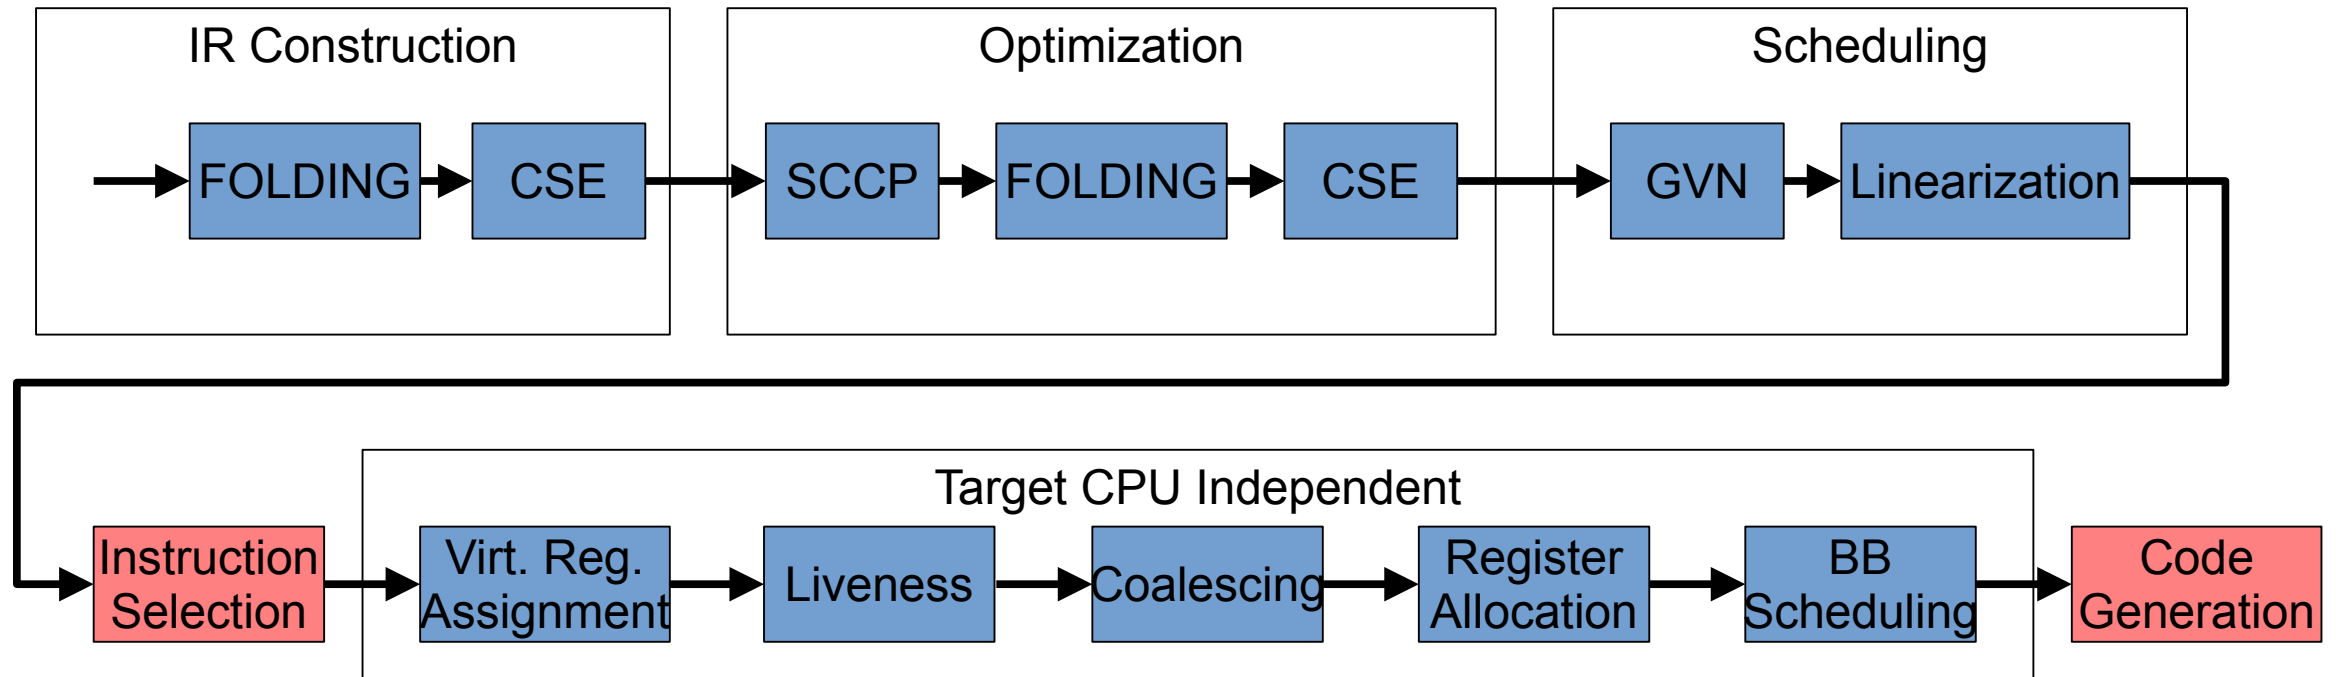 IR Construction
Optimization
Scheduling
FOLDING
CSE
SCCP
FOLDING
CSE
GVN
Linearization
Target CPU Independent
Instruction
Selection
Virt. Reg.
Assignment
Liveness
Coalescing
Register
Allocation
BB
Scheduling
Code
Generation